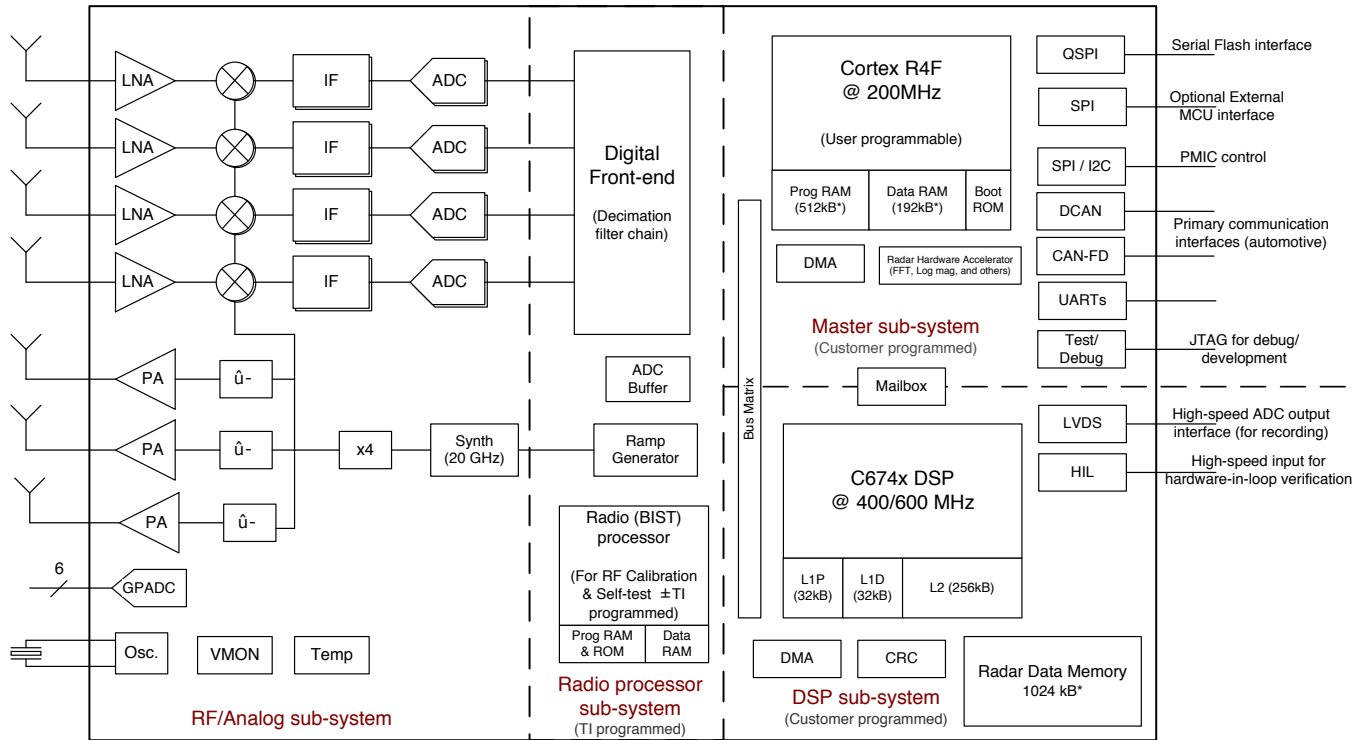 LNA
IF
ADC
LNA
IF
ADC
LNA
IF
ADC
LNA
IF
ADC
PA
û-
PA
û-
PA
û-
x4
Synth
(20 GHz)
6
GPADC
Osc.
VMON
Temp
RF/Analog sub-system
Digital
Front-end
(Decimation
filter chain)
ADC
Buffer
Ramp
Generator
Radio (BIST)
processor
(For RF Calibration
& Self-test ±TI
programmed)
Prog RAM
& ROM
Data
RAM
Radio processor
sub-system
(TI programmed)
Bus Matrix
Cortex R4F
@ 200MHz
(User programmable)
Prog RAM
(512kB*)
Data RAM
(192kB*)
Boot
ROM
DMA
Radar Hardware Accelerator
(FFT, Log mag, and others)
Master sub-system
(Customer programmed)
Mailbox
C674x DSP
@ 400/600 MHz
L1P
(32kB)
L1D
(32kB)
L2 (256kB)
DMA
CRC
DSP sub-system
(Customer programmed)
Radar Data Memory
1024 kB*
QSPI
Serial Flash interface
SPI
Optional External
MCU interface
SPI / I2C
PMIC control
DCAN
Primary communication
interfaces (automotive)
CAN-FD
UARTs
Test/
Debug
JTAG for debug/
development
LVDS
High-speed ADC output
interface (for recording)
HIL
High-speed input for
hardware-in-loop verification